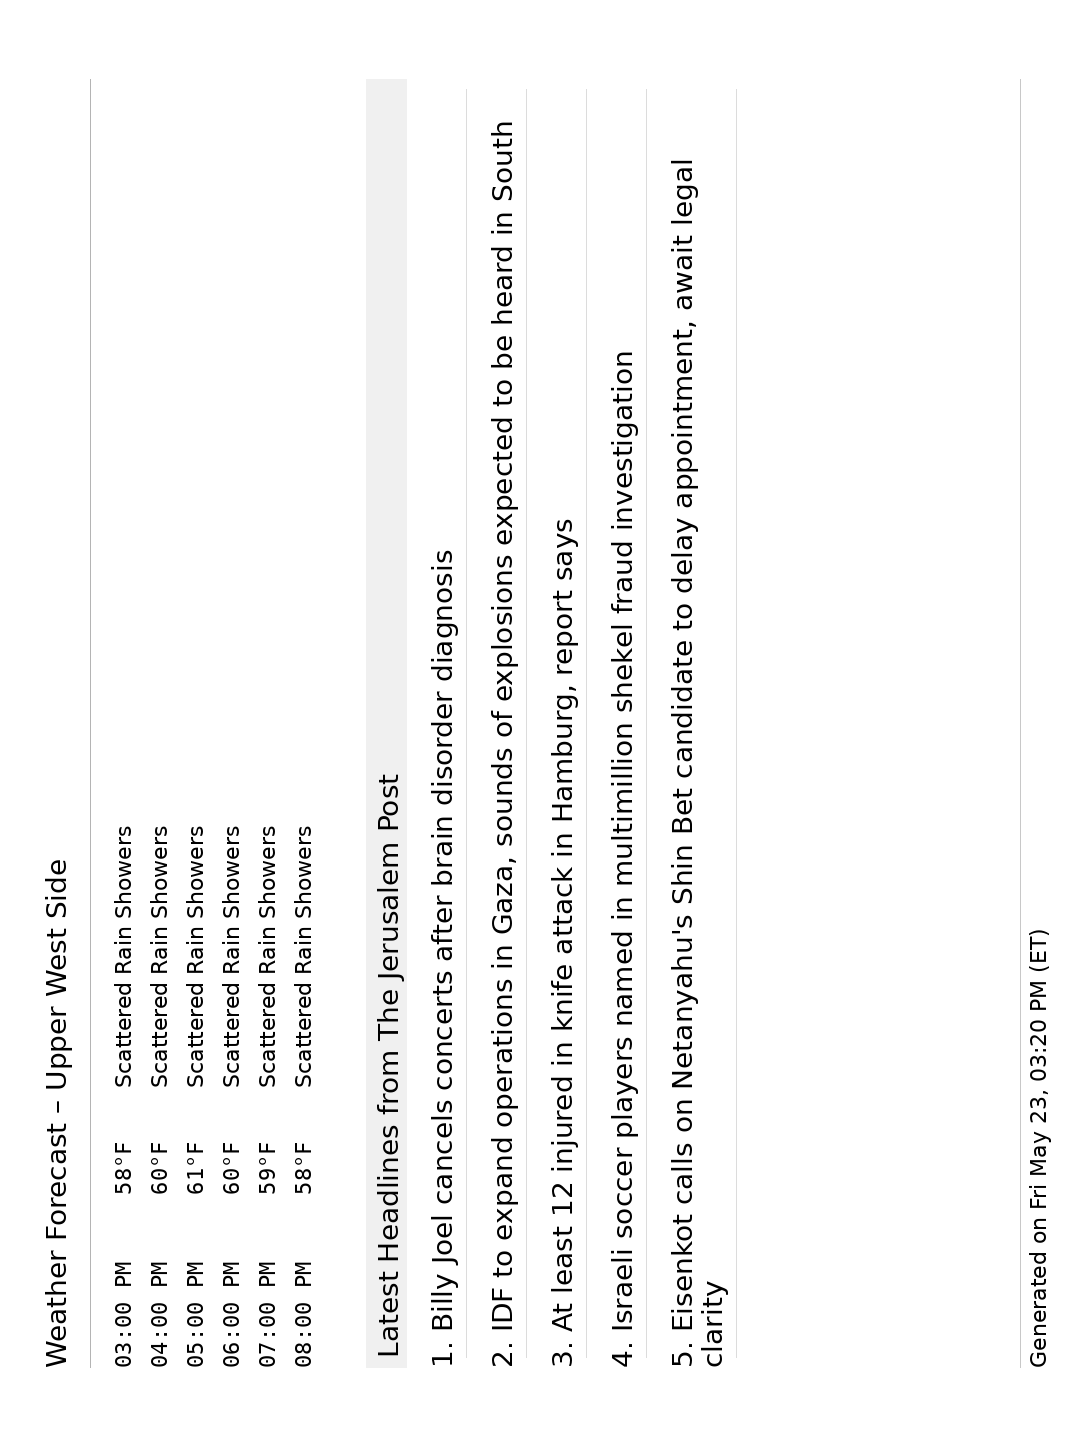 Weather Forecast – Upper West Side
03:00 PM 58°F Scattered Rain Showers
04:00 PM 60°F Scattered Rain Showers
05:00 PM 61°F Scattered Rain Showers
06:00 PM 60°F Scattered Rain Showers
07:00 PM 59°F Scattered Rain Showers
08:00 PM 58°F Scattered Rain Showers
Latest Headlines from The Jerusalem Post
1. Billy Joel cancels concerts after brain disorder diagnosis
2. IDF to expand operations in Gaza, sounds of explosions expected to be heard in South
3. At least 12 injured in knife attack in Hamburg, report says
4. Israeli soccer players named in multimillion shekel fraud investigation
5. Eisenkot calls on Netanyahu's Shin Bet candidate to delay appointment, await legal
clarity
Generated on Fri May 23, 03:20 PM (ET)